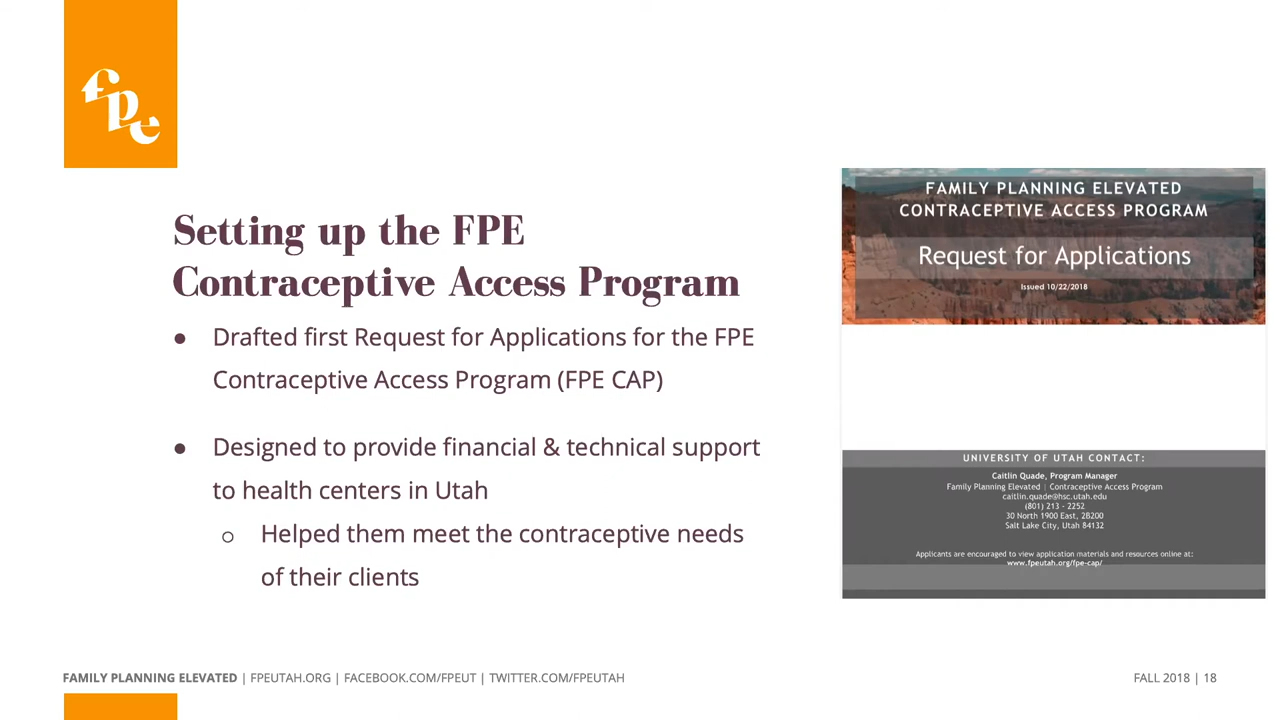 fpe
Setting up the FPE
Contraceptive Access Program
● Drafted first Request for Applications for the FPE
Contraceptive Access Program (FPE CAP)
● Designed to provide financial & technical support
to health centers in Utah
○ Helped them meet the contraceptive needs
of their clients
FAMILY PLANNING ELEVATED
CONTRACEPTIVE ACCESS PROGRAM
Request for Applications
Issued 10/22/2018
UNIVERSITY OF UTAH CONTACT:
Caitlin Quade, Program Manager
Family Planning Elevated | Contraceptive Access Program
caitlin.quade@hsc.utah.edu
(801) 213 - 2252
30 North 1900 East, 2B200
Salt Lake City, Utah 84132
Applicants are encouraged to view application materials and resources online at:
www.fpeutah.org/fpe-cap/
FAMILY PLANNING ELEVATED | FPEUTAH.ORG | FACEBOOK.COM/FPEUT | TWITTER.COM/FPEUTAH
FALL 2018 | 18